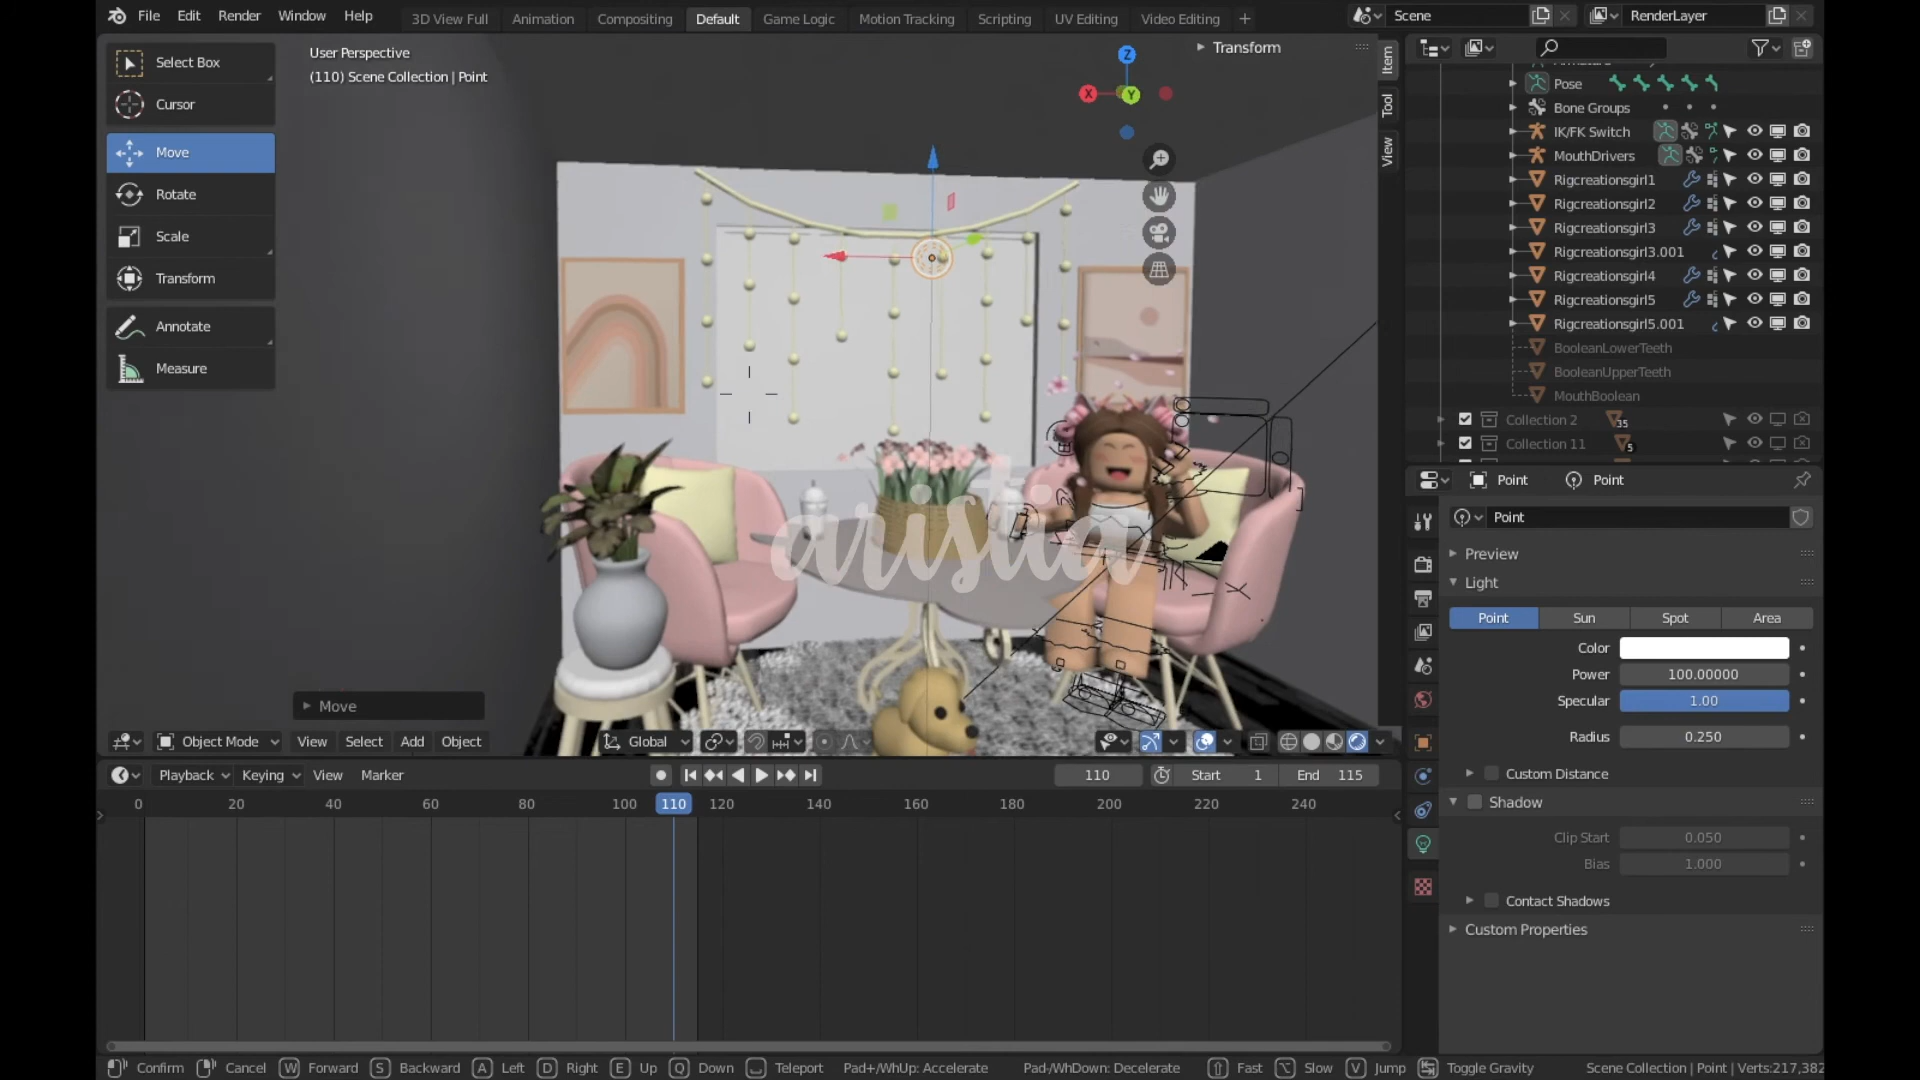 File Edit Render Window Help
3D View Full Animation Compositing Default Game Logic Motion Tracking Scripting UV Editing Video Editing +
Scene
RenderLayer
Select Box
Cursor
Move
Rotate
Scale
Transform
Annotate
Measure
User Perspective
(110) Scene Collection | Point
Transform
Z
X
Y
Item
Tool
View
aristia
Move
Object Mode View Select Add Object
Global
Pose
Bone Groups
IK/FK Switch
MouthDrivers
Rigcreationsgirl1
Rigcreationsgirl2
Rigcreationsgirl3
Rigcreationsgirl3.001
Rigcreationsgirl4
Rigcreationsgirl5
Rigcreationsgirl5.001
BooleanLowerTeeth
BooleanUpperTeeth
MouthBoolean
Collection 2 35
Collection 11 5
Point Point
Point
Preview
Light
Point Sun Spot Area
Color
Power 100.00000
Specular 1.00
Radius 0.250
Custom Distance
Shadow
Clip Start 0.050
Bias 1.000
Contact Shadows
Custom Properties
Playback Keying View Marker
110 Start 1 End 115
0 20 40 60 80 100 110 120 140 160 180 200 220 240
Confirm Cancel W Forward S Backward A Left D Right E Up Q Down Teleport Pad+/WhUp: Accelerate Pad-/WhDown: Decelerate Fast Slow V Jump Toggle Gravity Scene Collection | Point | Verts:217,382